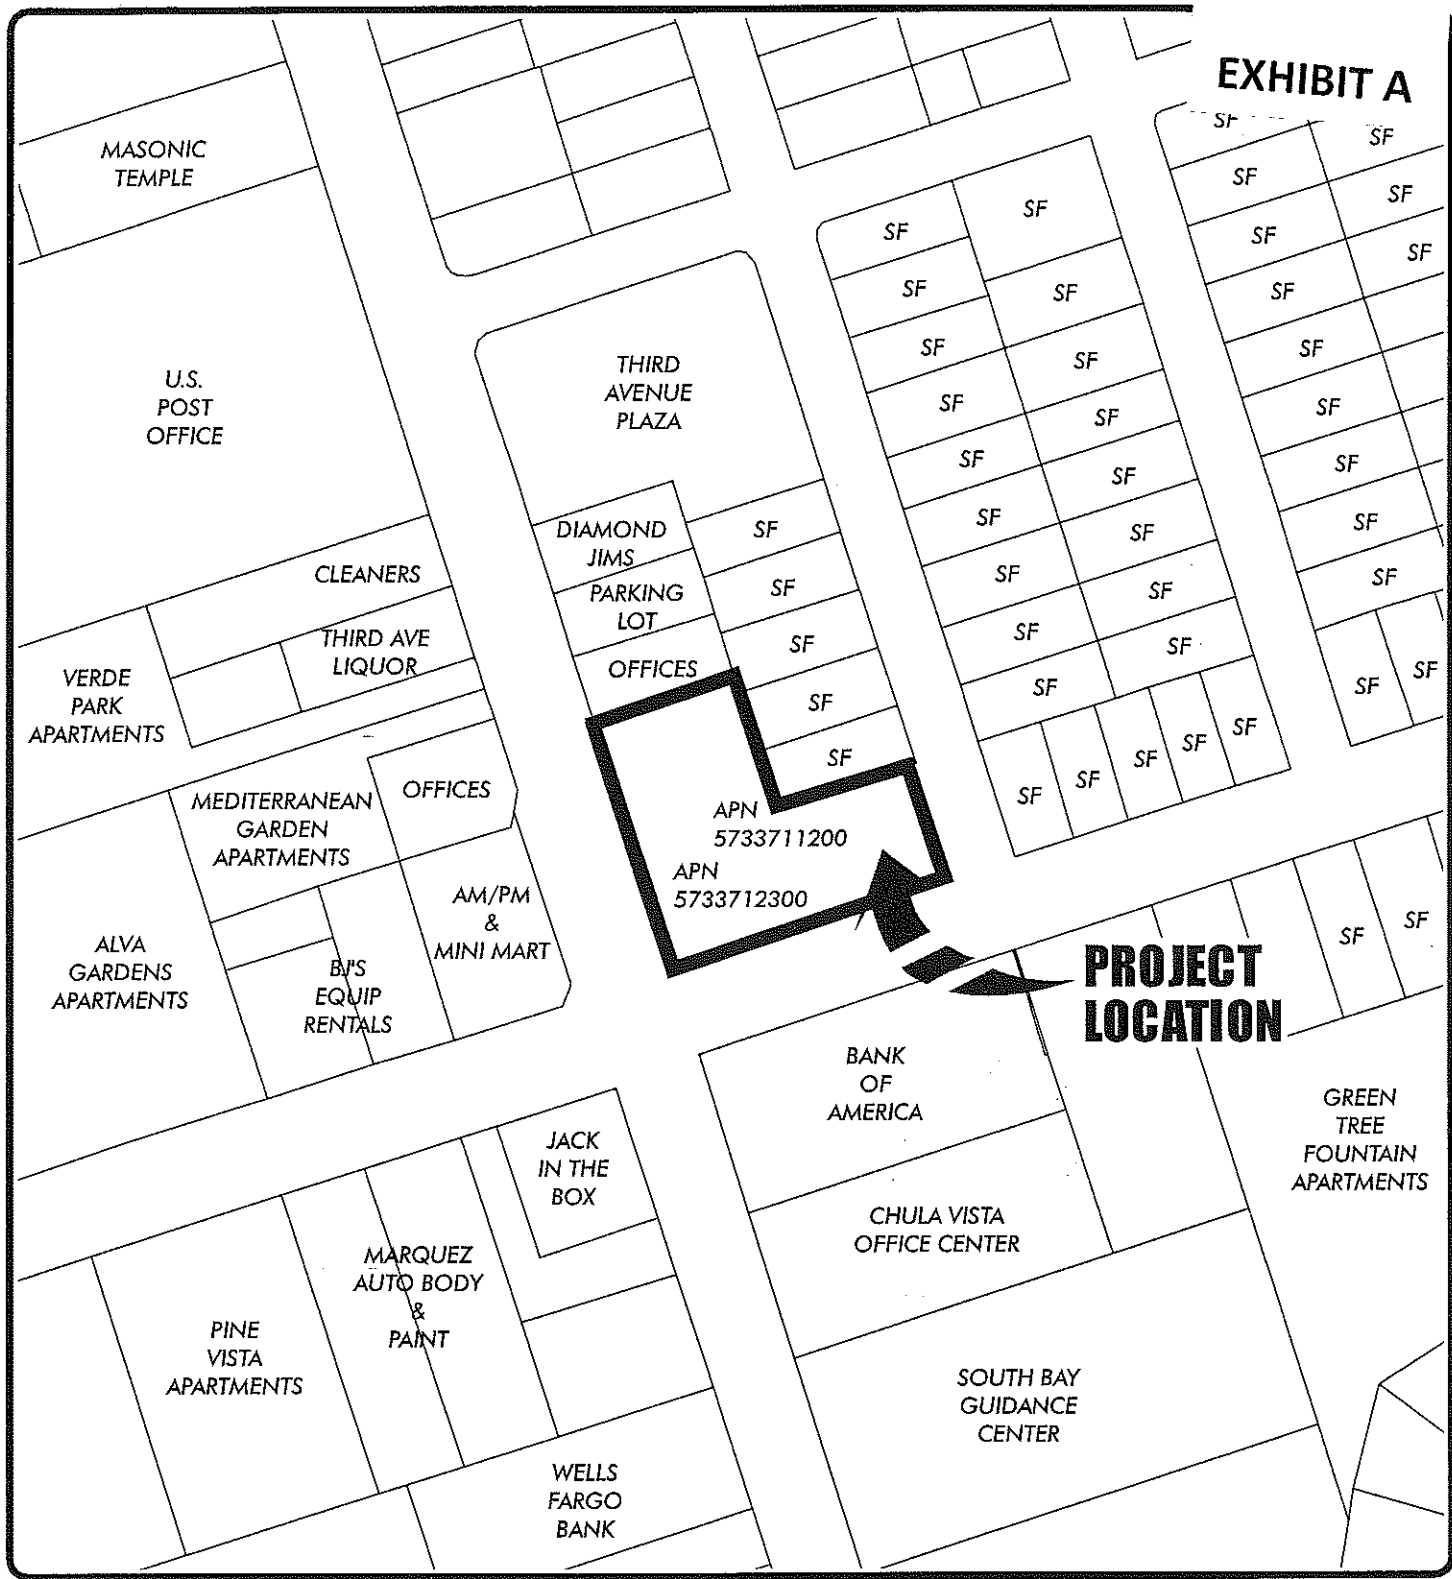 EXHIBIT A
MASONIC
TEMPLE
SF
SF
SF
SF
SF
SF
SF
SF
SF
SF
SF
SF
U.S.
POST
OFFICE
THIRD
AVENUE
PLAZA
SF
SF
SF
SF
SF
SF
SF
SF
SF
SF
DIAMOND
JIMS
SF
SF
SF
SF
CLEANERS
PARKING
LOT
SF
SF
SF
SF
THIRD AVE
LIQUOR
OFFICES
SF
SF
SF
SF
SF
SF
VERDE
PARK
APARTMENTS
SF
SF
SF
SF
SF
SF
SF
OFFICES
MEDITERRANEAN
GARDEN
APARTMENTS
APN
5733711200
APN
5733712300
AM/PM
&
MINI MART
ALVA
GARDENS
APARTMENTS
BJ'S
EQUIP
RENTALS
SF
SF
PROJECT
LOCATION
BANK
OF
AMERICA
GREEN
TREE
FOUNTAIN
APARTMENTS
JACK
IN THE
BOX
CHULA VISTA
OFFICE CENTER
MARQUEZ
AUTO BODY
&
PAINT
PINE
VISTA
APARTMENTS
SOUTH BAY
GUIDANCE
CENTER
WELLS
FARGO
BANK